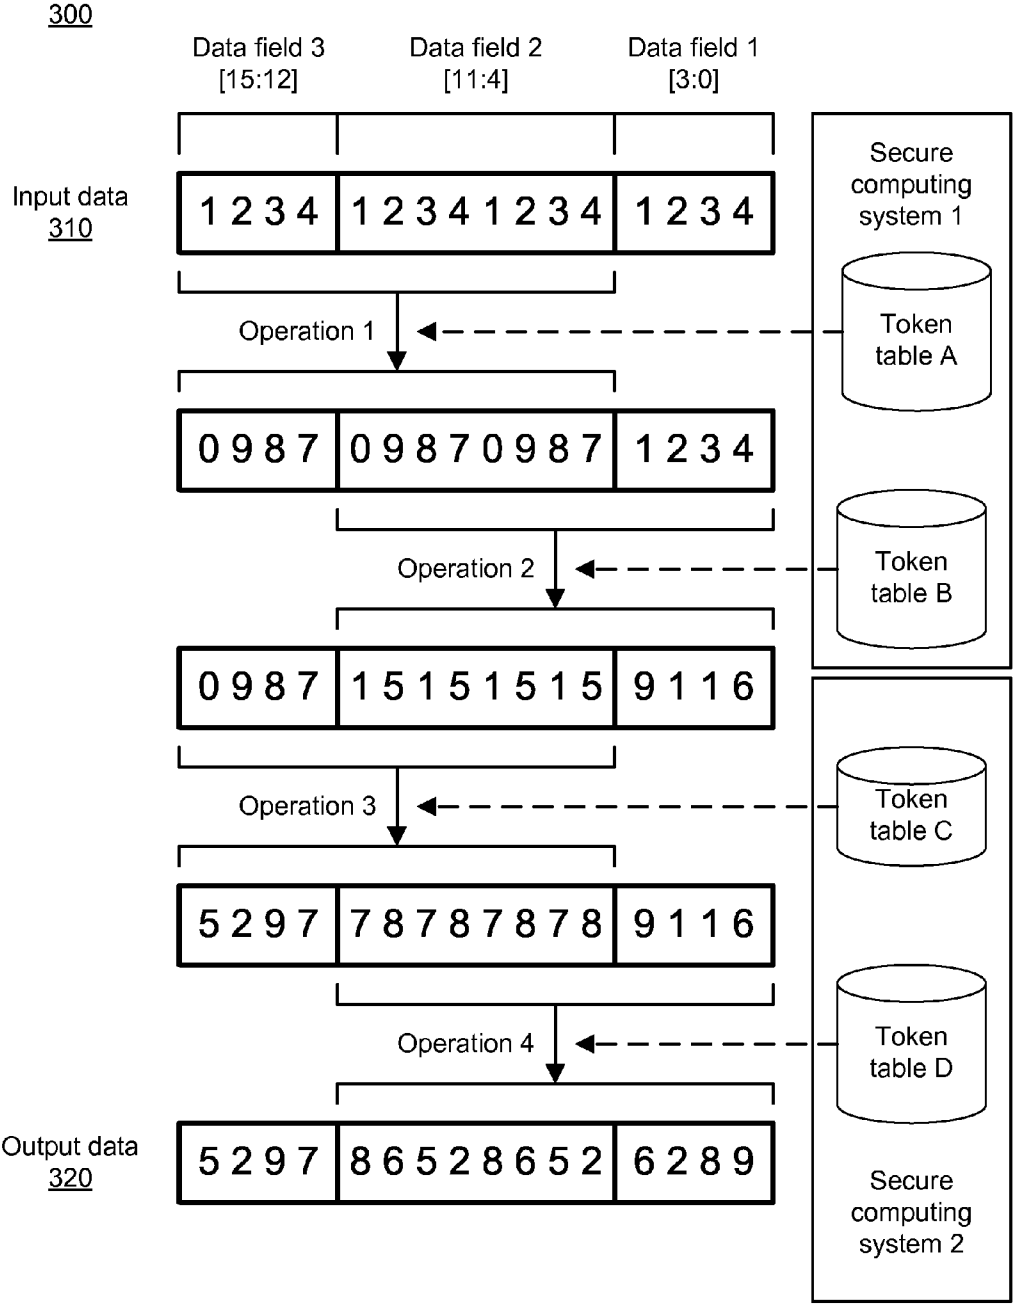 300
Data field 3
[15:12]
Data field 2
[11:4]
Data field 1
[3:0]
Input data
310
1 2 3 4 1 2 3 4 1 2 3 4 1 2 3 4
Secure
computing
system 1
Operation 1
Token
table A
0 9 8 7 0 9 8 7 0 9 8 7 1 2 3 4
Operation 2
Token
table B
0 9 8 7 1 5 1 5 1 5 1 5 9 1 1 6
Operation 3
Token
table C
5 2 9 7 7 8 7 8 7 8 7 8 9 1 1 6
Operation 4
Token
table D
Output data
320
5 2 9 7 8 6 5 2 8 6 5 2 6 2 8 9
Secure
computing
system 2